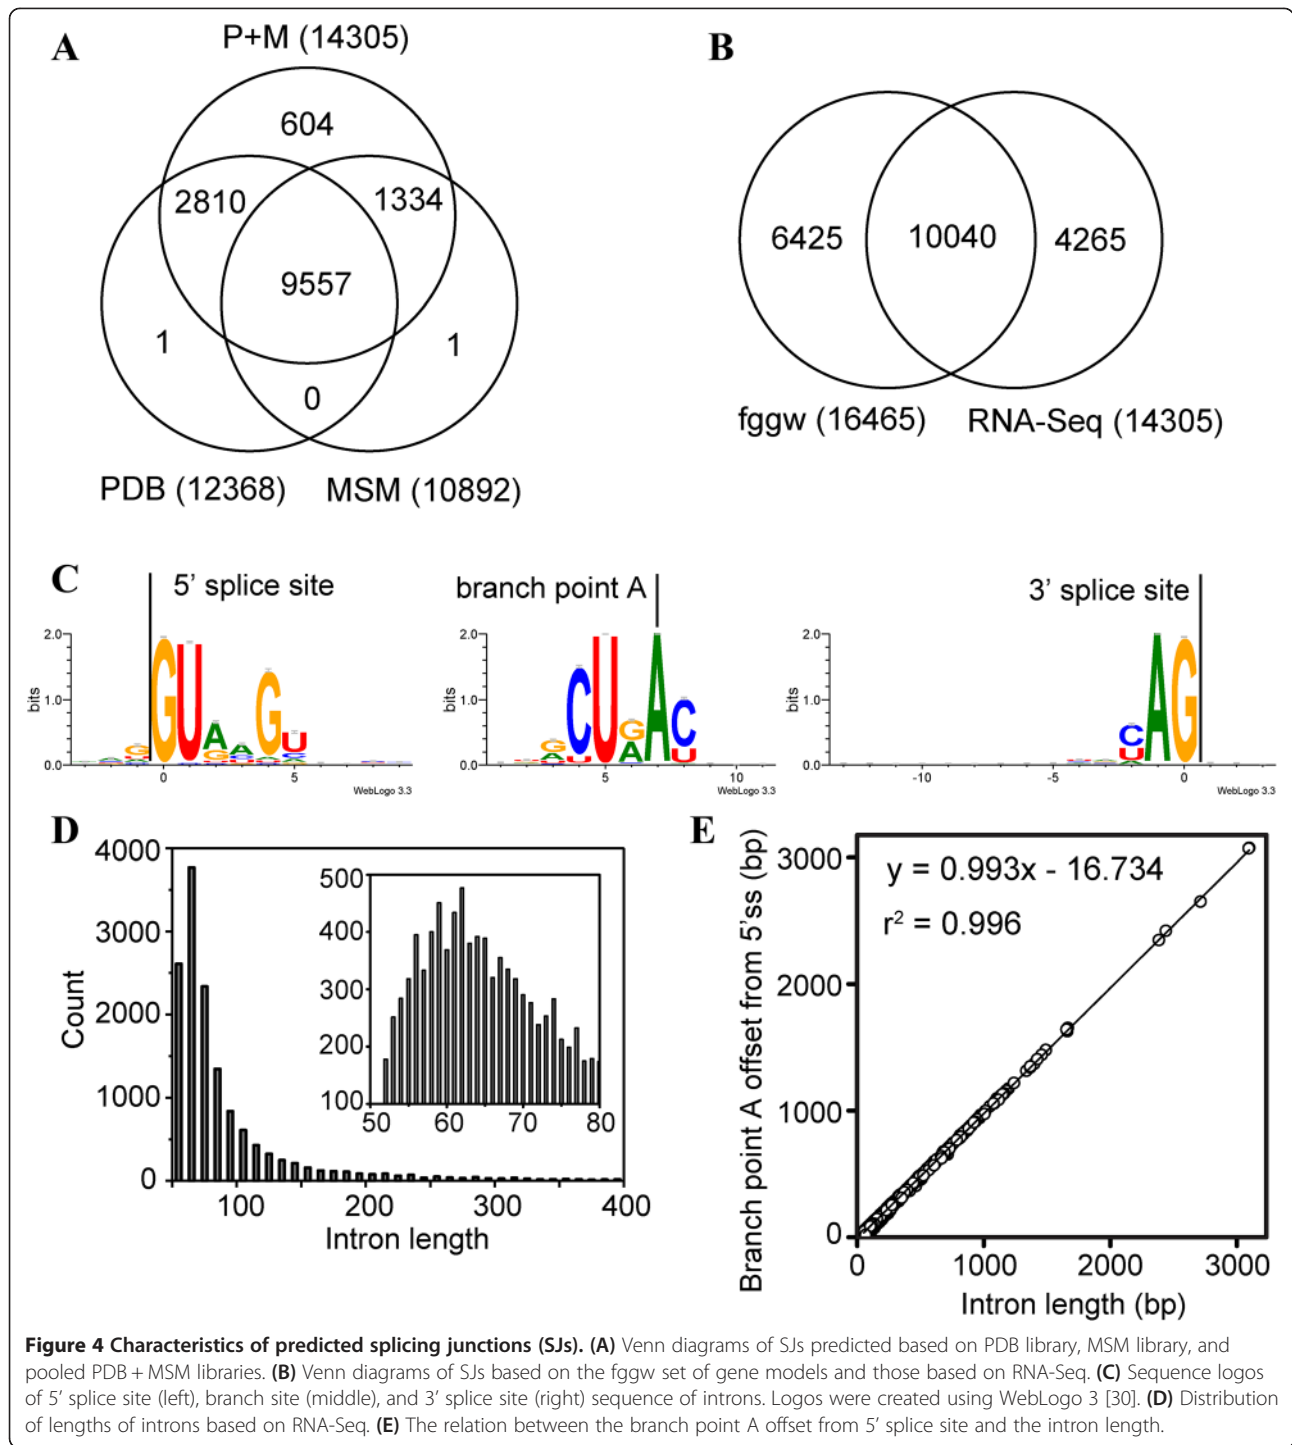 A
P+M (14305)
604
2810
1334
9557
1
1
0
PDB (12368)
MSM (10892)
B
6425
10040
4265
fggw (16465)
RNA-Seq (14305)
C
5’ splice site
branch point A
3’ splice site
bits
2.0
1.0
0.0
GUAAGU
0
5
WebLogo 3.3
bits
2.0
1.0
0.0
GCUGAC
5
10
WebLogo 3.3
bits
2.0
1.0
0.0
CAG
-10
-5
0
WebLogo 3.3
D
Count
4000
3000
2000
1000
0
100
200
300
400
Intron length
500
400
300
200
100
50
60
70
80
E
Branch point A offset from 5’ss (bp)
3000
2000
1000
0
y = 0.993x - 16.734
r² = 0.996
0
1000
2000
3000
Intron length (bp)
Figure 4 Characteristics of predicted splicing junctions (SJs). (A) Venn diagrams of SJs predicted based on PDB library, MSM library, and
pooled PDB + MSM libraries. (B) Venn diagrams of SJs based on the fggw set of gene models and those based on RNA-Seq. (C) Sequence logos
of 5’ splice site (left), branch site (middle), and 3’ splice site (right) sequence of introns. Logos were created using WebLogo 3 [30]. (D) Distribution
of lengths of introns based on RNA-Seq. (E) The relation between the branch point A offset from 5’ splice site and the intron length.